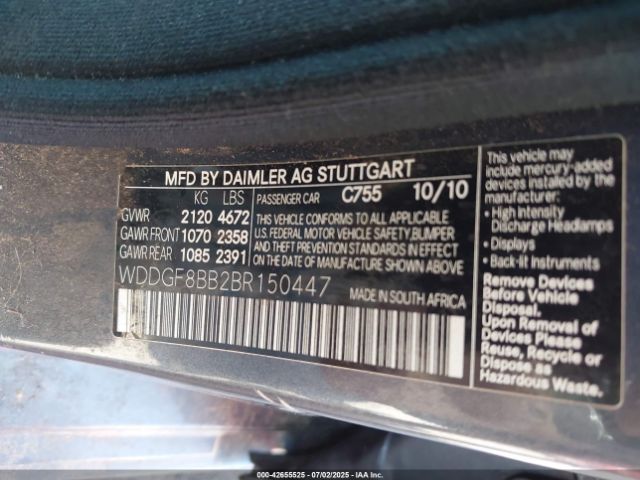 MFD BY DAIMLER AG STUTTGART
KG LBS PASSENGER CAR C755 10/10
GVWR 2120 4672
GAWR FRONT 1070 2358
GAWR REAR 1085 2391
THIS VEHICLE CONFORMS TO ALL APPLICABLE
U.S. FEDERAL MOTOR VEHICLE SAFETY, BUMPER
AND THEFT PREVENTION STANDARDS IN EFFECT
ON THE DATE OF MANUFACTURE SHOWN ABOVE.
WDDGF8BB2BR150447
MADE IN SOUTH AFRICA
This vehicle may
include mercury-added
devices installed by the
manufacturer:
• High Intensity
Discharge Headlamps
• Displays
• Back-lit Instruments
Remove Devices Before
Vehicle Disposal.
Upon Removal of
Devices Please
Reuse, Recycle or
Dispose as
Hazardous Waste.
000-42655525 07/02/2025 IAAI.COM